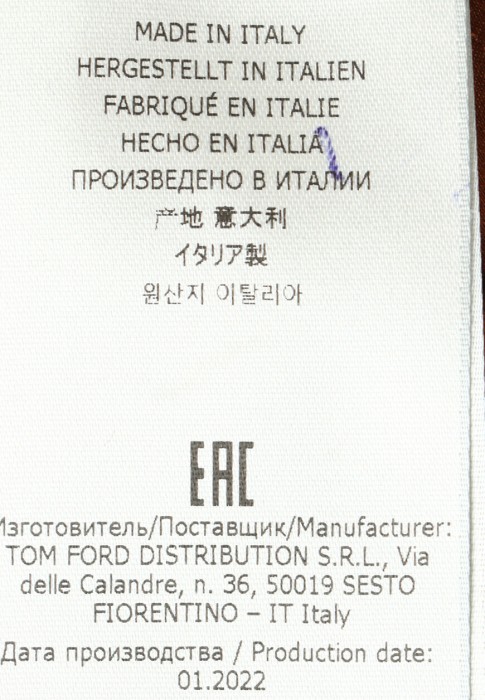 MADE IN ITALY
HERGESTELLT IN ITALIEN
FABRIQUÉ EN ITALIE
HECHO EN ITALIA
ПРОИЗВЕДЕНО В ИТАЛИИ
产地 意大利
イタリア製
원산지 이탈리아
EAC
Изготовитель/Поставщик/Manufacturer:
TOM FORD DISTRIBUTION S.R.L., Via
delle Calandre, n. 36, 50019 SESTO
FIORENTINO – IT Italy
Дата производства / Production date:
01.2022